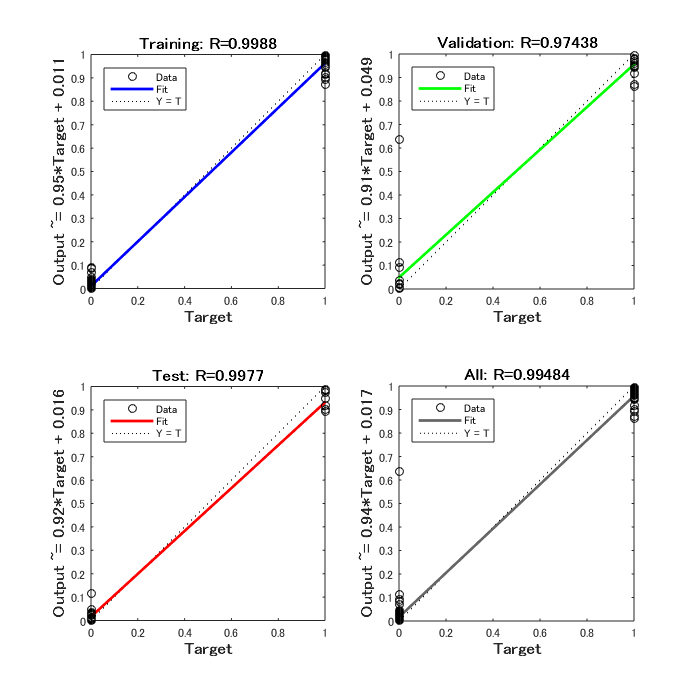 Training: R=0.9988
Output ~= 0.95*Target + 0.011
1
0.9
0.8
0.7
0.6
0.5
0.4
0.3
0.2
0.1
0
Data
Fit
Y = T
0 0.2 0.4 0.6 0.8 1
Target
Validation: R=0.97438
Output ~= 0.91*Target + 0.049
1
0.9
0.8
0.7
0.6
0.5
0.4
0.3
0.2
0.1
0
Data
Fit
Y = T
0 0.2 0.4 0.6 0.8 1
Target
Test: R=0.9977
Output ~= 0.92*Target + 0.016
1
0.9
0.8
0.7
0.6
0.5
0.4
0.3
0.2
0.1
0
Data
Fit
Y = T
0 0.2 0.4 0.6 0.8 1
Target
All: R=0.99484
Output ~= 0.94*Target + 0.017
1
0.9
0.8
0.7
0.6
0.5
0.4
0.3
0.2
0.1
0
Data
Fit
Y = T
0 0.2 0.4 0.6 0.8 1
Target